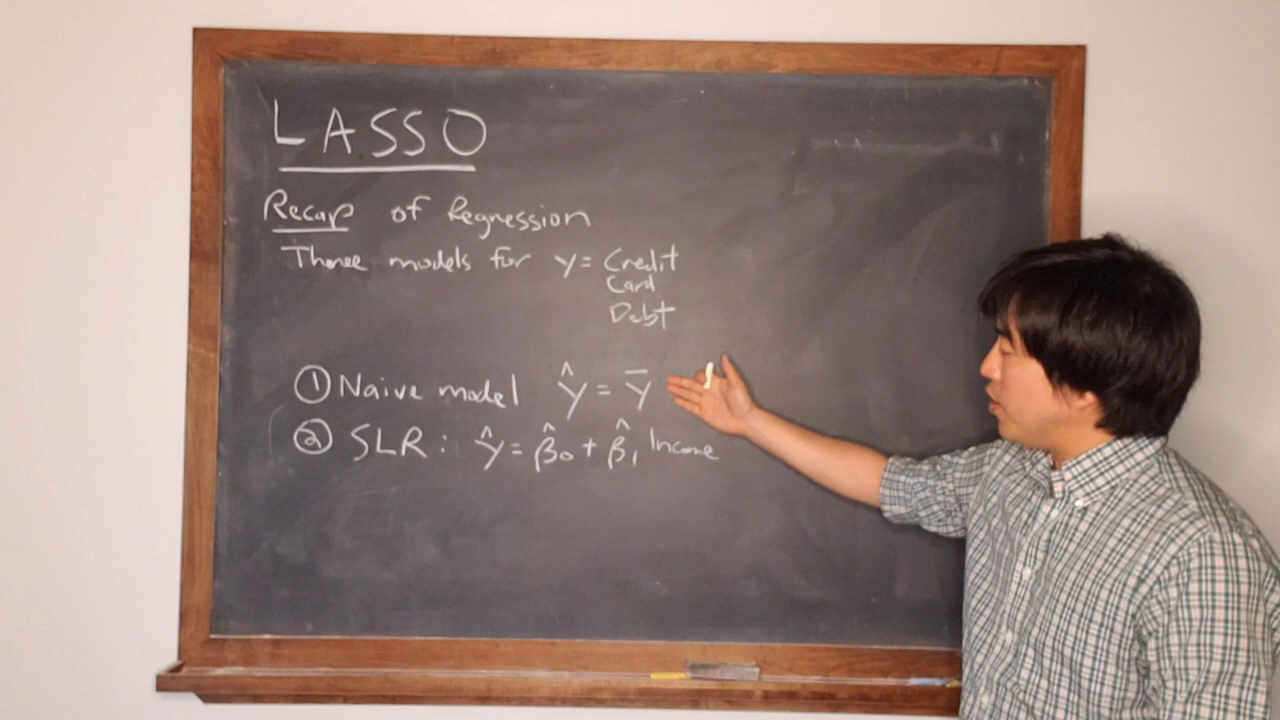 LASSO
Recap of Regression
Three models for y = Credit
Card
Debt
① Naive model ŷ = ȳ
② SLR: ŷ = β̂₀ + β̂₁ Income